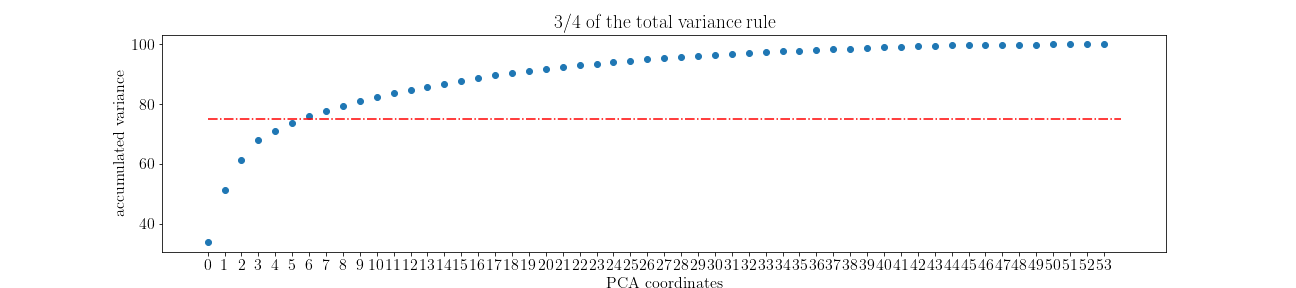 3/4 of the total variance rule
100
80
60
40
accumulated variance
0 1 2 3 4 5 6 7 8 9 10 11 12 13 14 15 16 17 18 19 20 21 22 23 24 25 26 27 28 29 30 31 32 33 34 35 36 37 38 39 40 41 42 43 44 45 46 47 48 49 50 51 52 53
PCA coordinates